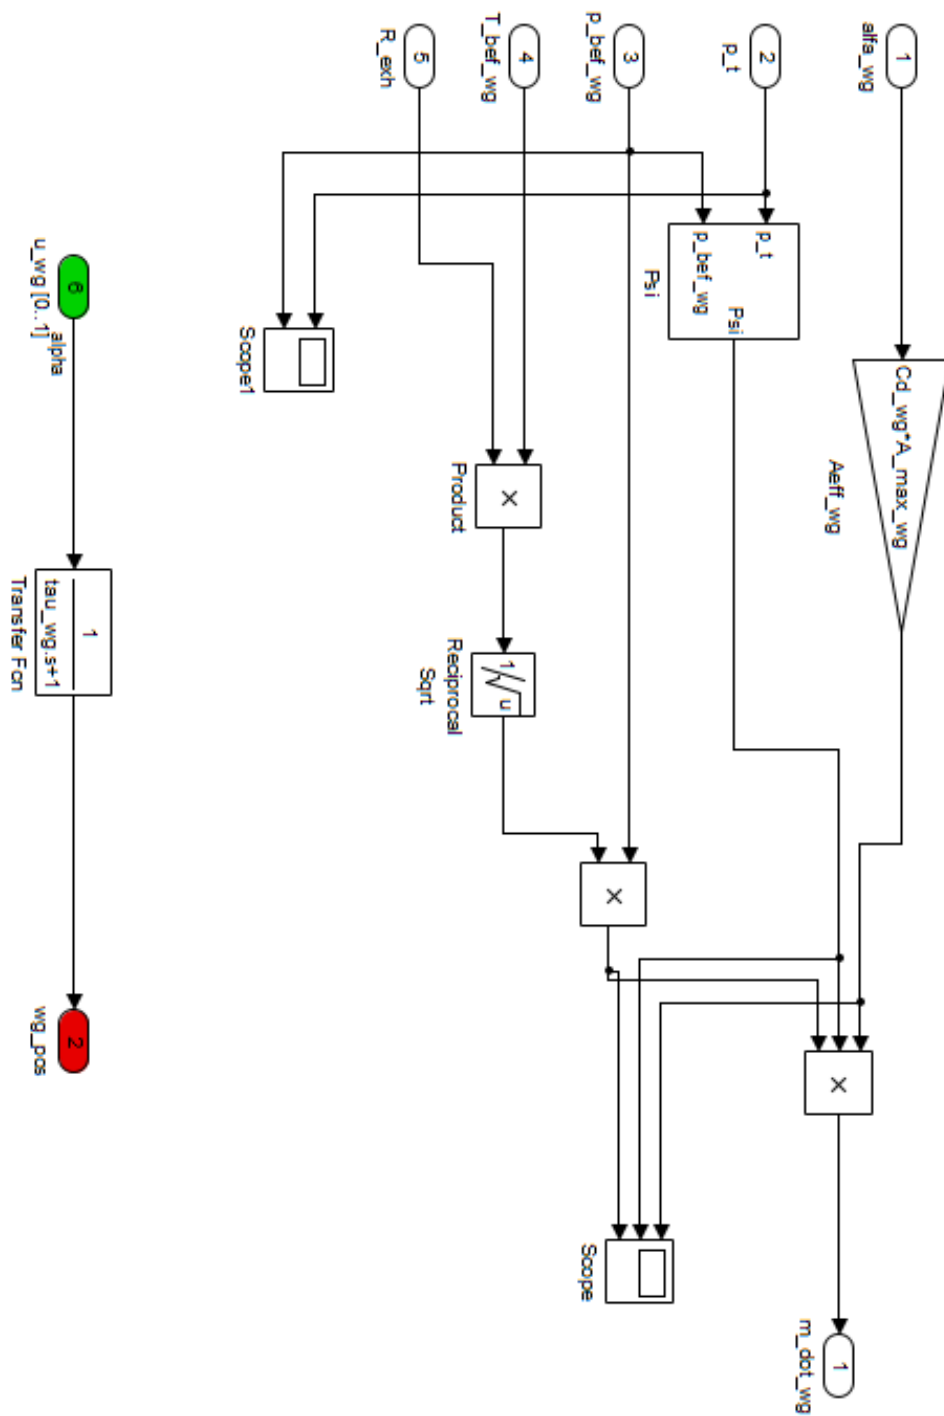 1
alfa_wg
Cd_wg*A_max_wg
Aeff_wg
2
p_t
p_t
Psi
p_bef_wg
Psi
3
p_bef_wg
4
T_bef_wg
5
R_exh
×
Product
1
u
Reciprocal
Sqrt
×
×
1
m_dot_wg
Scope
Scope1
6
u_wg [0..1]
alpha
1
tau_wg.s+1
Transfer Fcn
2
wg_pos